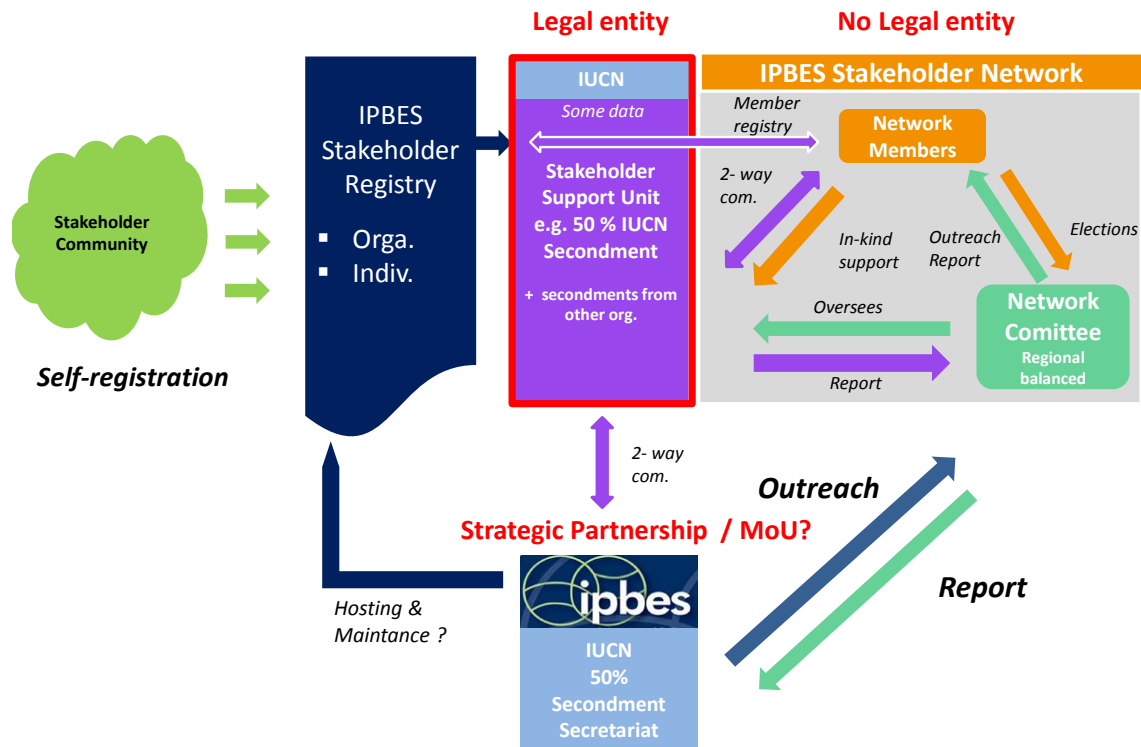 Legal entity
No Legal entity
IPBES
Stakeholder
Registry
▪ Orga.
▪ Indiv.
IUCN
Some data
Stakeholder
Support Unit
e.g. 50 % IUCN
Secondment
+ secondments from
other org.
IPBES Stakeholder Network
Member
registry
Network
Members
2- way
com.
In-kind
support
Outreach
Report
Elections
Oversees
Report
Network
Comittee
Regional
balanced
Stakeholder
Community
Self-registration
2- way
com.
Outreach
Report
Strategic Partnership / MoU?
ipbes
Hosting &
Maintance ?
IUCN
50%
Secondment
Secretariat